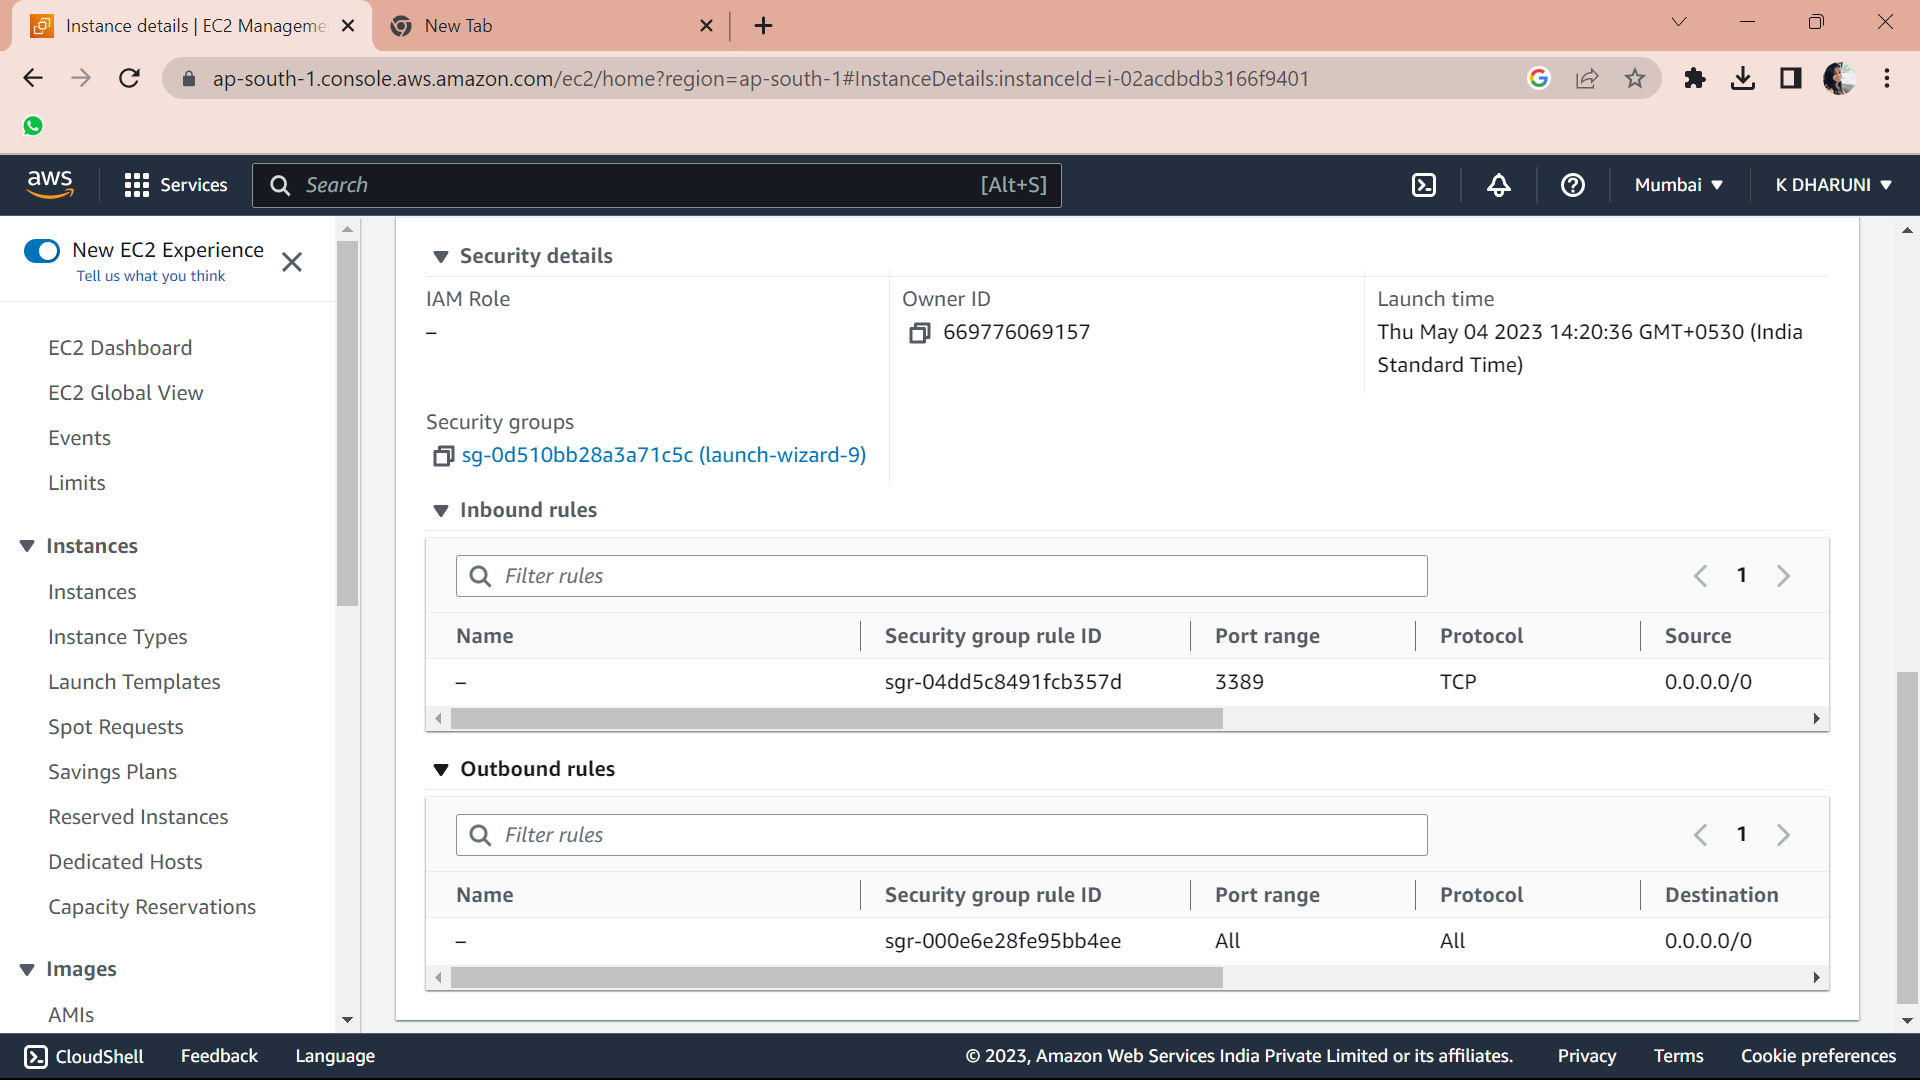 Instance details | EC2 Manageme
New Tab
ap-south-1.console.aws.amazon.com/ec2/home?region=ap-south-1#InstanceDetails:instanceId=i-02acdbdb3166f9401
aws
Services
Search
[Alt+S]
Mumbai
K DHARUNI
New EC2 Experience
Tell us what you think
EC2 Dashboard
EC2 Global View
Events
Limits
Instances
Instances
Instance Types
Launch Templates
Spot Requests
Savings Plans
Reserved Instances
Dedicated Hosts
Capacity Reservations
Images
AMIs
Security details
IAM Role
–
Owner ID
669776069157
Launch time
Thu May 04 2023 14:20:36 GMT+0530 (India
Standard Time)
Security groups
sg-0d510bb28a3a71c5c (launch-wizard-9)
Inbound rules
Filter rules
1
Name Security group rule ID Port range Protocol Source
– sgr-04dd5c8491fcb357d 3389 TCP 0.0.0.0/0
Outbound rules
Filter rules
1
Name Security group rule ID Port range Protocol Destination
– sgr-000e6e28fe95bb4ee All All 0.0.0.0/0
CloudShell Feedback Language © 2023, Amazon Web Services India Private Limited or its affiliates. Privacy Terms Cookie preferences